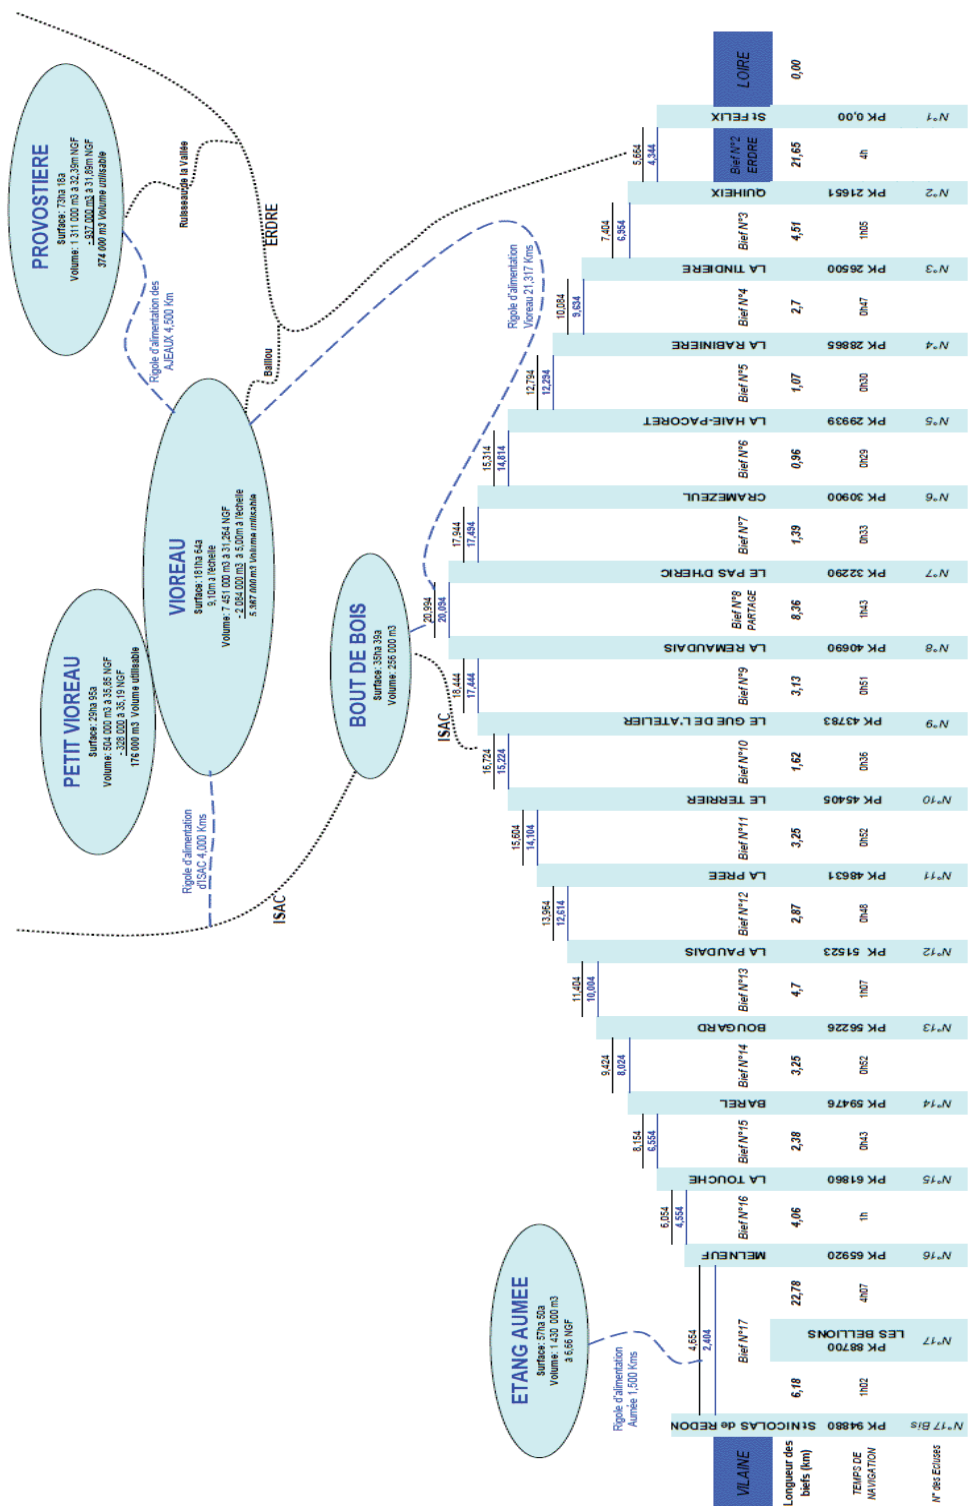 PROVOSTIERE
Surface: 73ha 18a
Volume: 1 311 000 m3 à 32,39m NGF
- 937 000 m3 à 31,89m NGF
374 000 m3 Volume utilisable
Ruisseau de la Vallée
ERDRE
Rigole d'alimentation des
AJEAUX 4,500 Km
Baillou
VIOREAU
Surface: 181ha 64a
9,10m à l'échelle
Volume: 7 451 000 m3 à 31,264 NGF
- 2 084 000 m3 à 5,00m à l'échelle
5 367 000 m3 Volume utilisable
Rigole d'alimentation
Vioreau 21,317 Kms
PETIT VIOREAU
Surface: 29ha 95a
Volume: 504 000 m3 à 35,85 NGF
- 328 000 à 35,19 NGF
176 000 m3 Volume utilisable
BOUT DE BOIS
Surface: 35ha 39a
Volume: 256 000 m3
ISAC
Rigole d'alimentation
d'ISAC 4,000 Kms
ISAC
ETANG AUMEE
Surface: 57ha 50a
Volume: 1 430 000 m3
à 6,66 NGF
Rigole d'alimentation
Aumée 1,500 Kms
4,654
2,404
6,054
4,554
8,154
6,554
9,424
8,024
11,404
10,004
13,964
12,614
15,604
14,104
16,724
15,224
18,444
17,444
20,994
20,094
17,944
17,494
15,314
14,814
12,794
12,294
10,084
9,634
7,404
6,954
5,664
4,344
VILAINE
St NICOLAS de REDON
Bief N°17
LES BELLIONS
MELNEUF
Bief N°16
LA TOUCHE
Bief N°15
BAREL
Bief N°14
BOUGARD
Bief N°13
LA PAUDAIS
Bief N°12
LA PREE
Bief N°11
LE TERRIER
Bief N°10
LE GUE DE L'ATELIER
Bief N°9
LA REMAUDAIS
Bief N°8
PARTAGE
LE PAS D'HERIC
Bief N°7
CRAMEZEUL
Bief N°6
LA HAIE-PACORET
Bief N°5
LA RABINIERE
Bief N°4
LA TINDIERE
Bief N°3
QUIHEIX
Bief N°2
ERDRE
St FELIX
LOIRE
Longueur des
biefs (km)
6,18
22,78
4,06
2,38
3,25
4,7
2,87
3,25
1,62
3,13
8,36
1,39
0,96
1,07
2,7
4,51
21,65
0,00
TEMPS DE
NAVIGATION
PK 94880
1h02
PK 88700
4h07
PK 65920
1h
PK 61860
0h43
PK 59476
0h52
PK 56226
1h07
PK 51523
0h48
PK 48631
0h52
PK 45405
0h36
PK 43783
0h51
PK 40690
1h43
PK 32290
0h33
PK 30900
0h29
PK 29939
0h30
PK 28865
0h47
PK 26500
1h05
PK 21651
4h
PK 0,00
N° des Ecluses
N°17 Bis
N°17
N°16
N°15
N°14
N°13
N°12
N°11
N°10
N°9
N°8
N°7
N°6
N°5
N°4
N°3
N°2
N°1